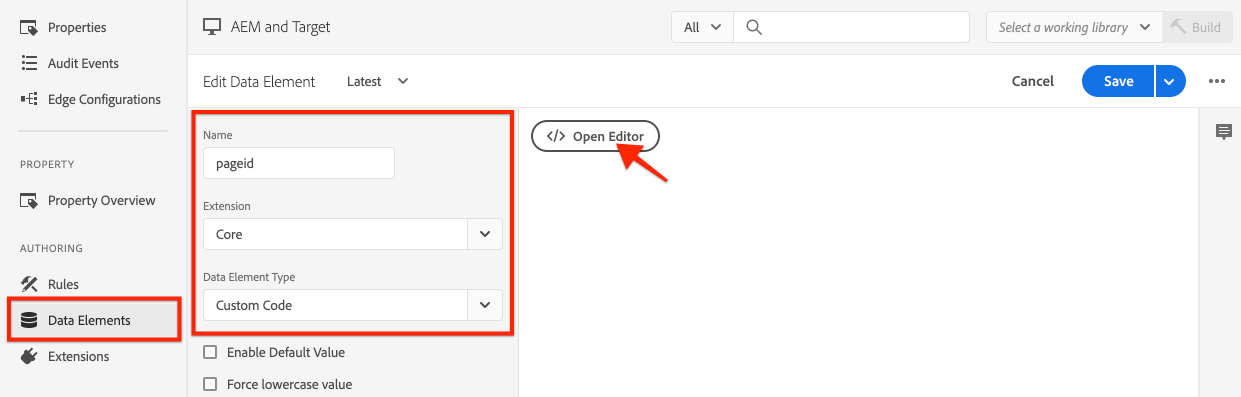 Properties
Audit Events
Edge Configurations
PROPERTY
Property Overview
AUTHORING
Rules
Data Elements
Extensions
AEM and Target
All
Select a working library
Build
Edit Data Element
Latest
Cancel
Save
Name
pageid
Extension
Core
Data Element Type
Custom Code
Enable Default Value
Force lowercase value
</> Open Editor